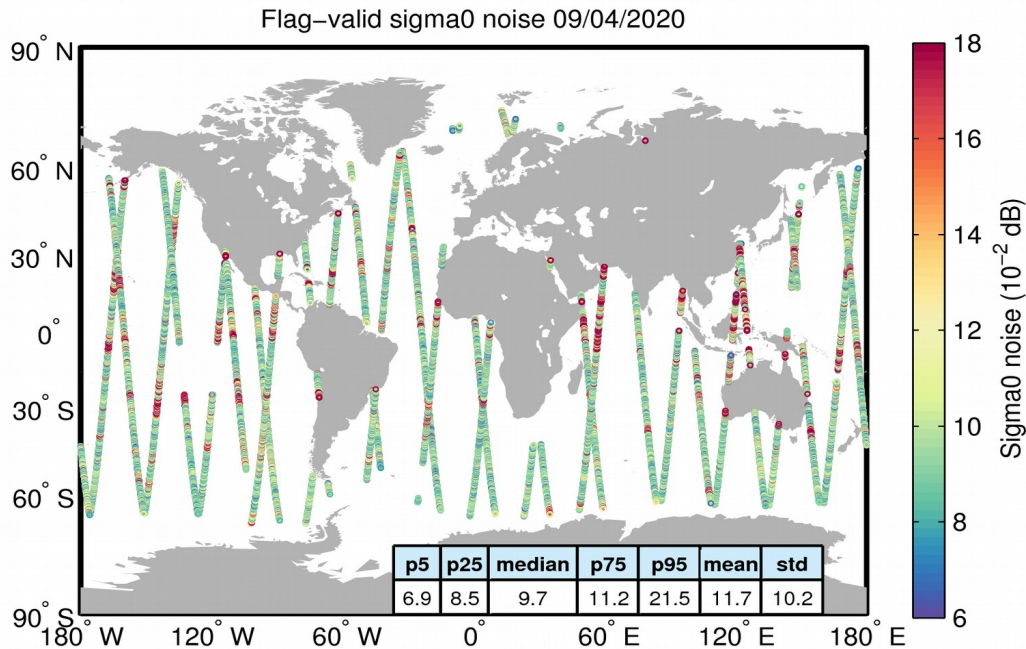 Flag−valid sigma0 noise 09/04/2020
90° N
60° N
30° N
0°
30° S
60° S
90° S
180° W
120° W
60° W
0°
60° E
120° E
180° E
p5 p25 median p75 p95 mean std
6.9 8.5 9.7 11.2 21.5 11.7 10.2
18
16
14
12
10
8
6
Sigma0 noise (10⁻² dB)